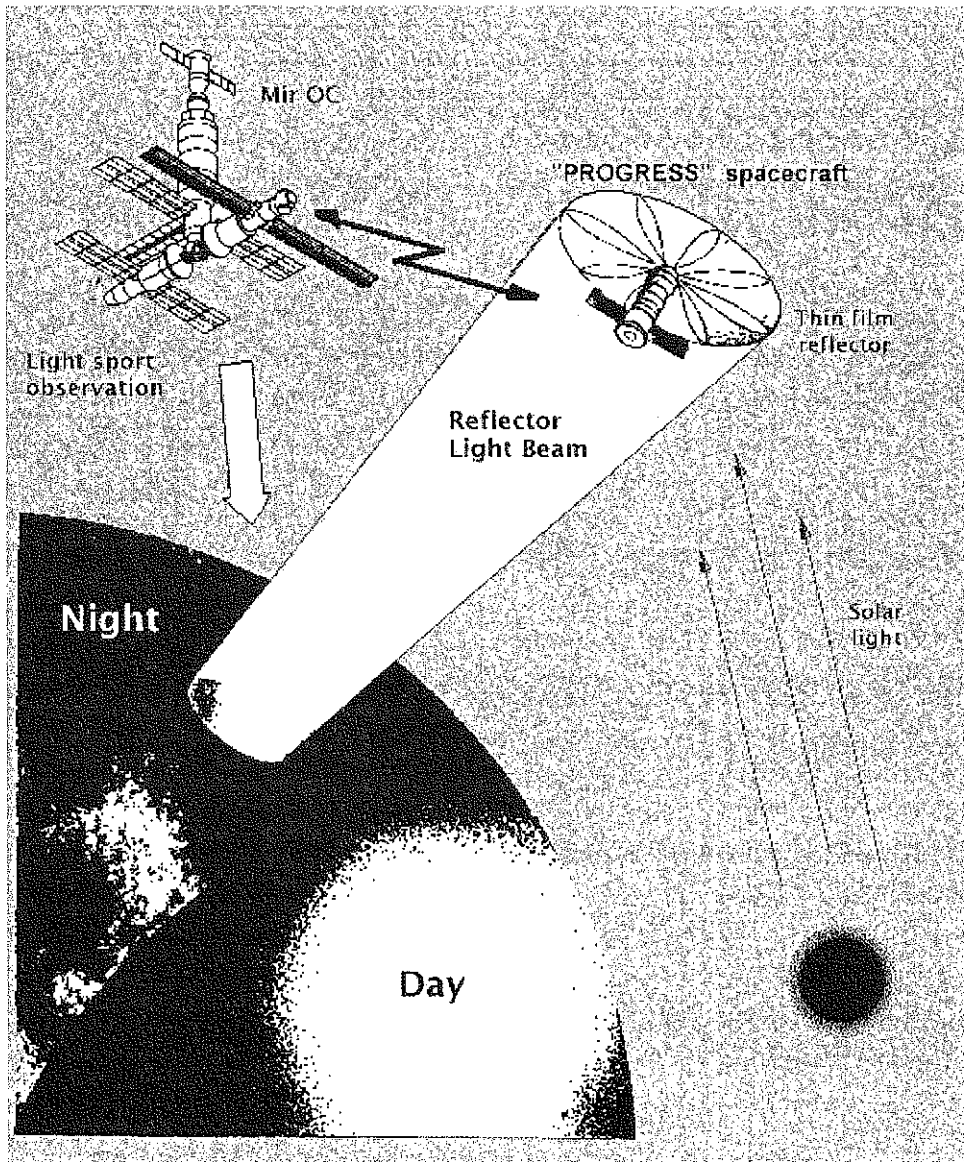 Mir OC
"PROGRESS" spacecraft
Thin film
reflector
Light sport
observation
Reflector
Light Beam
Night
Solar
light
Day